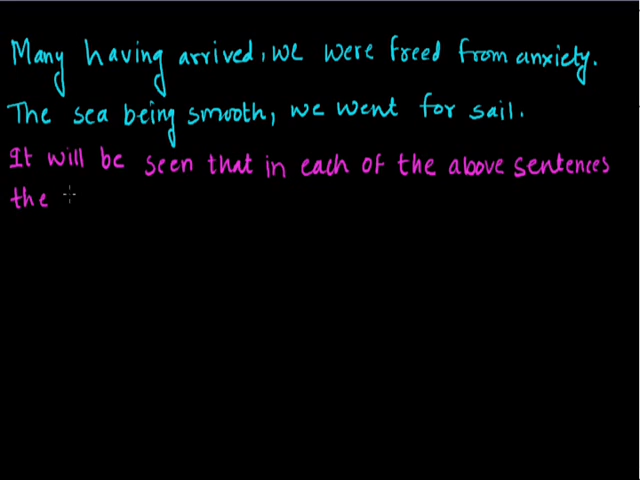 Many having arrived, we were freed from anxiety.
The sea being smooth, we went for sail.
It will be seen that in each of the above sentences
the